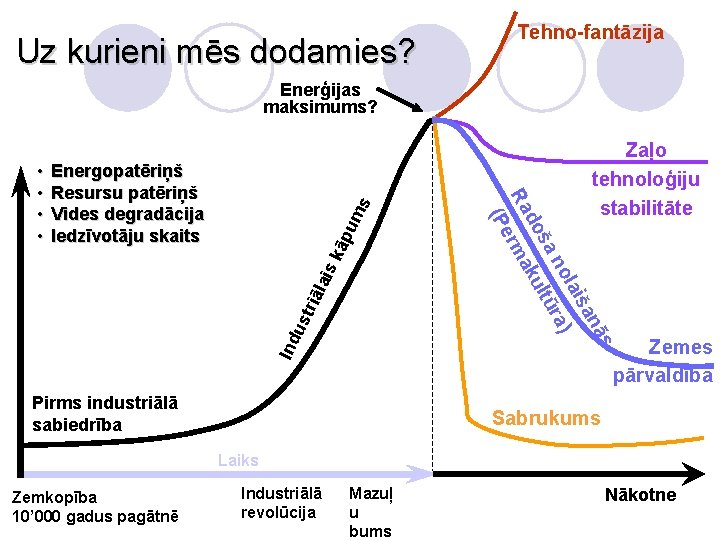 Uz kurieni mēs dodamies?
Tehno-fantāzija
Enerģijas
maksimums?
• Energopatēriņš
• Resursu patēriņš
• Vides degradācija
• Iedzīvotāju skaits
Zaļo
tehnoloģiju
stabilitāte
Industriālais kāpums
Radoša nolaišanās
(Permakultūra)
Zemes
pārvaldība
Pirms industriālā
sabiedrība
Sabrukums
Laiks
Zemkopība
10’000 gadus pagātnē
Industriālā
revolūcija
Mazuļ
u
bums
Nākotne